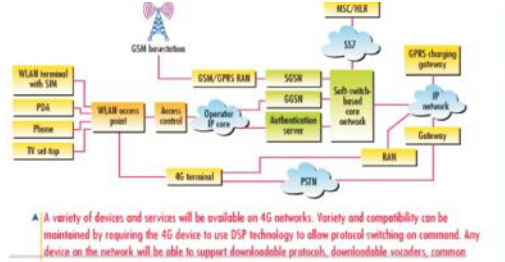 MSC/HLR
SS7
GSM basestation
GPRS charging
gateway
WLAN terminal
with SIM
GSM/GPRS RAN
SGSN
Soft-switch-
based
core
network
IP
network
PDA
WLAN access
point
Access
control
Operator
IP core
GGSN
Phone
Authentication
server
Gateway
TV set-top
RAN
4G terminal
PSTN
A variety of devices and services will be available on 4G networks. Variety and compatibility can be
maintained by requiring the 4G device to use DSP technology to allow protocol switching on command. Any
device on the network will be able to support downloadable protocols, downloadable vocoders, common